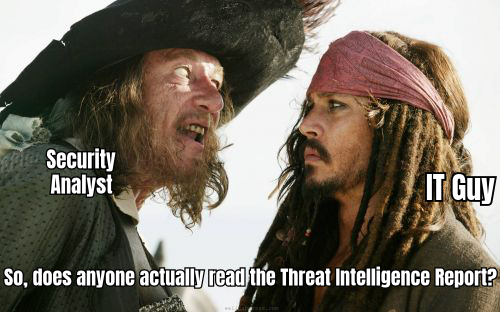 Security
Analyst
IT Guy
So, does anyone actually read the Threat Intelligence Report?